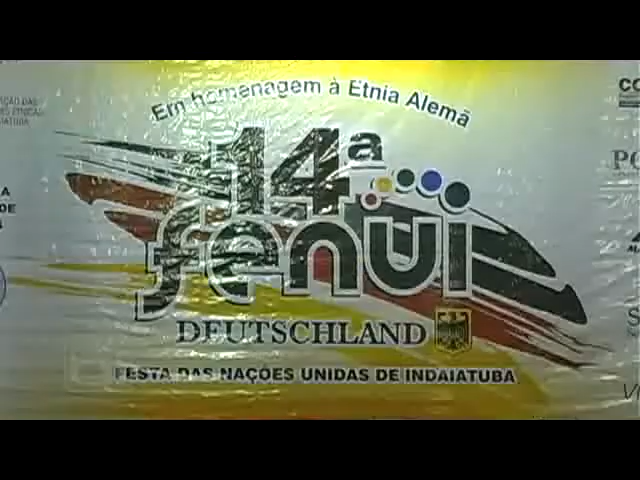 Em homenagem à Etnia Alemã
14ª
fenui
DEUTSCHLAND
FESTA DAS NAÇÕES UNIDAS DE INDAIATUBA